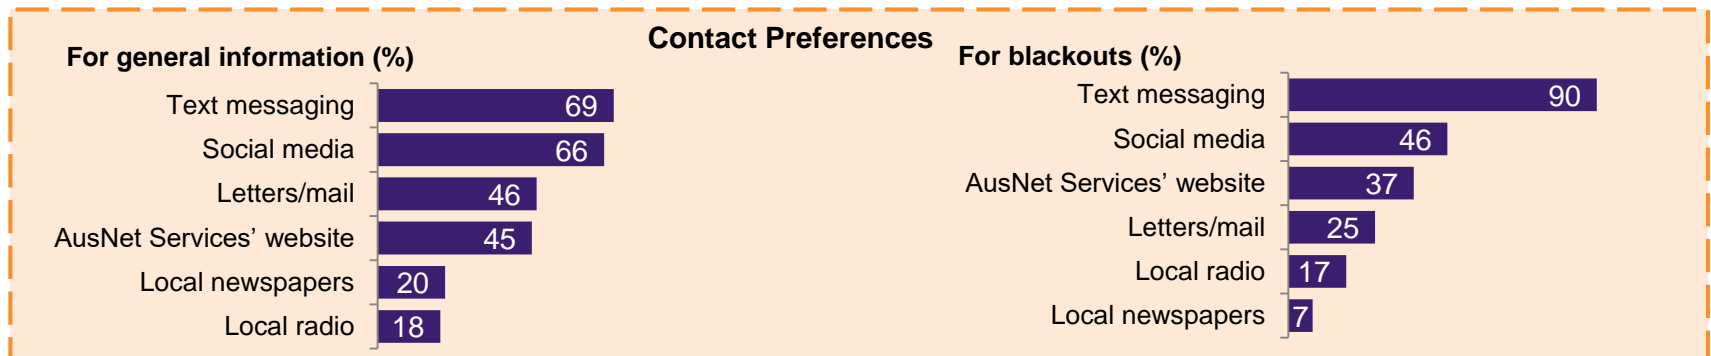 Contact Preferences
For general information (%)
Text messaging 69
Social media 66
Letters/mail 46
AusNet Services’ website 45
Local newspapers 20
Local radio 18
For blackouts (%)
Text messaging 90
Social media 46
AusNet Services’ website 37
Letters/mail 25
Local radio 17
Local newspapers 7